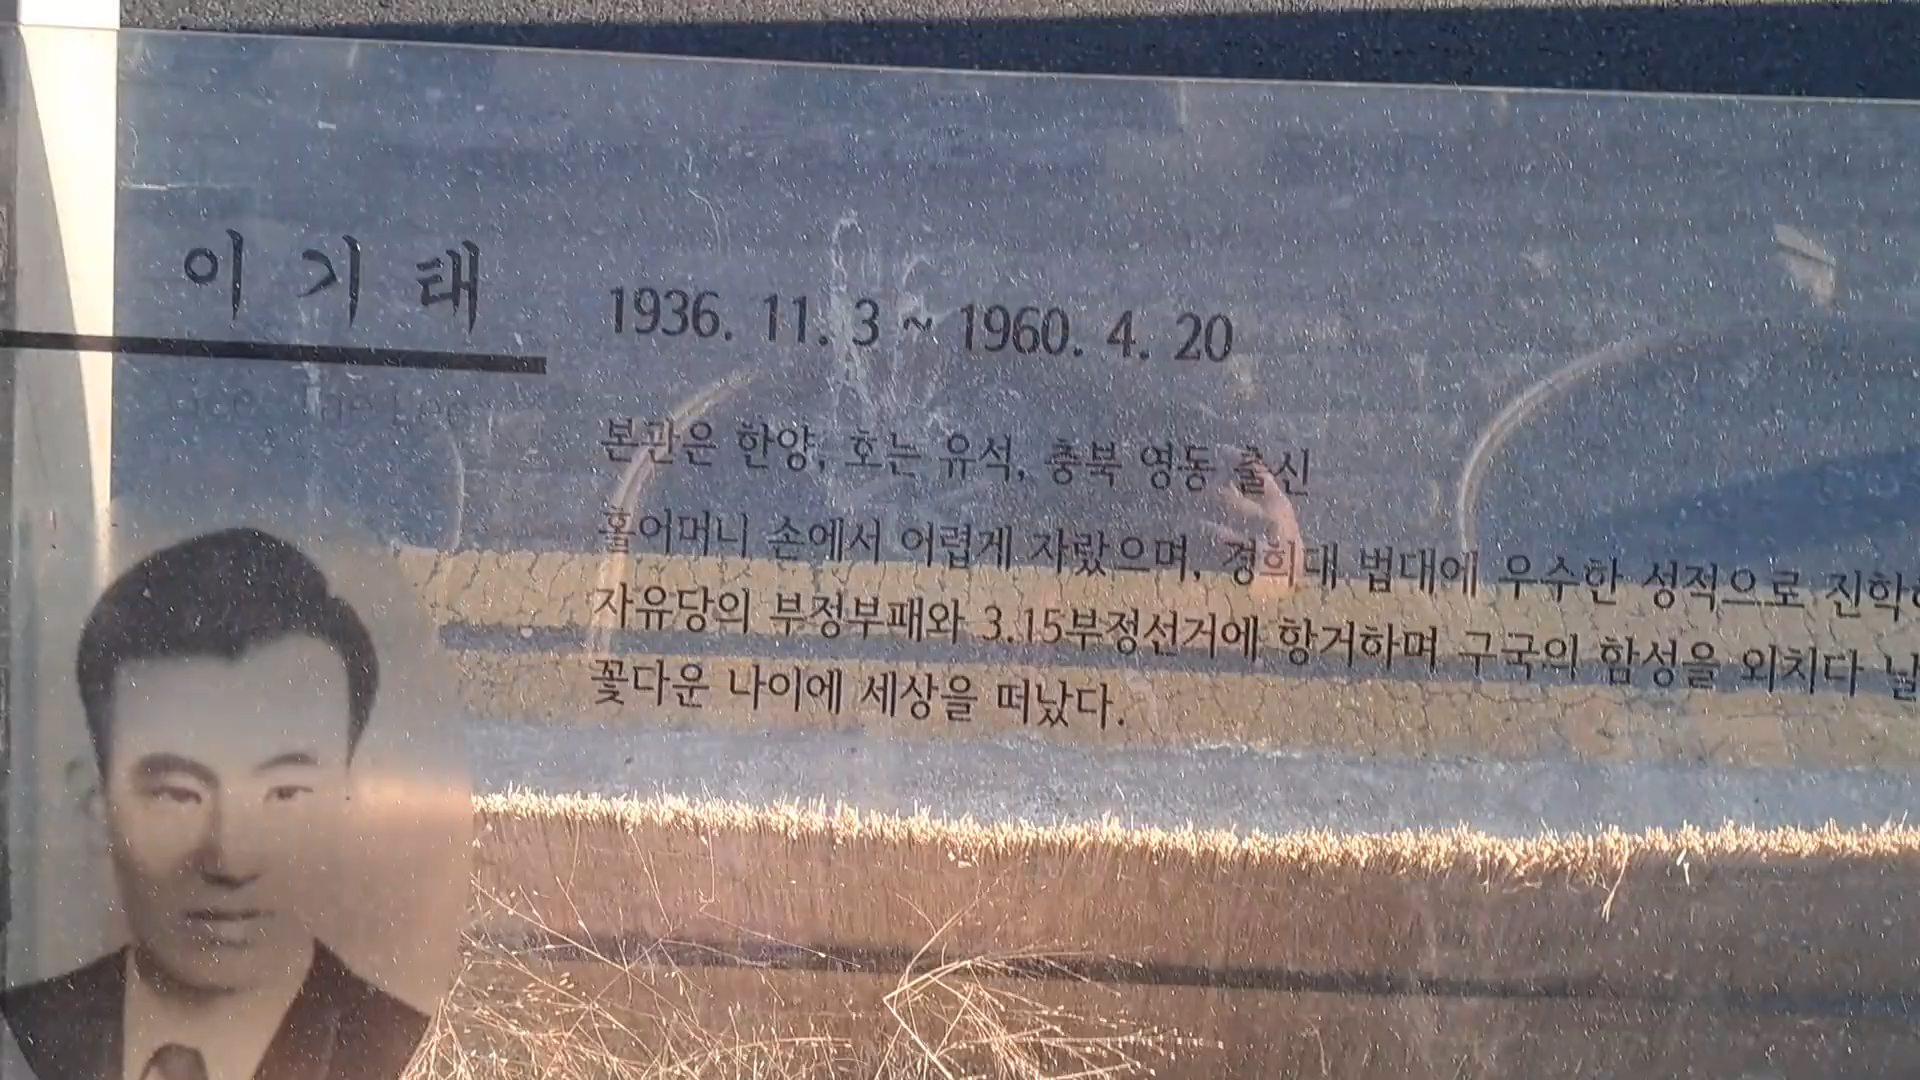 이기태
1936. 11. 3 ~ 1960. 4. 20
본관은 한양, 호는 유석, 충북 영동 출신
홀어머니 손에서 어렵게 자랐으며, 경희대 법대에 우수한 성적으로
자유당의 부정부패와 3.15부정선거에 항거하며 구국의 함성을 외치다
꽃다운 나이에 세상을 떠났다.